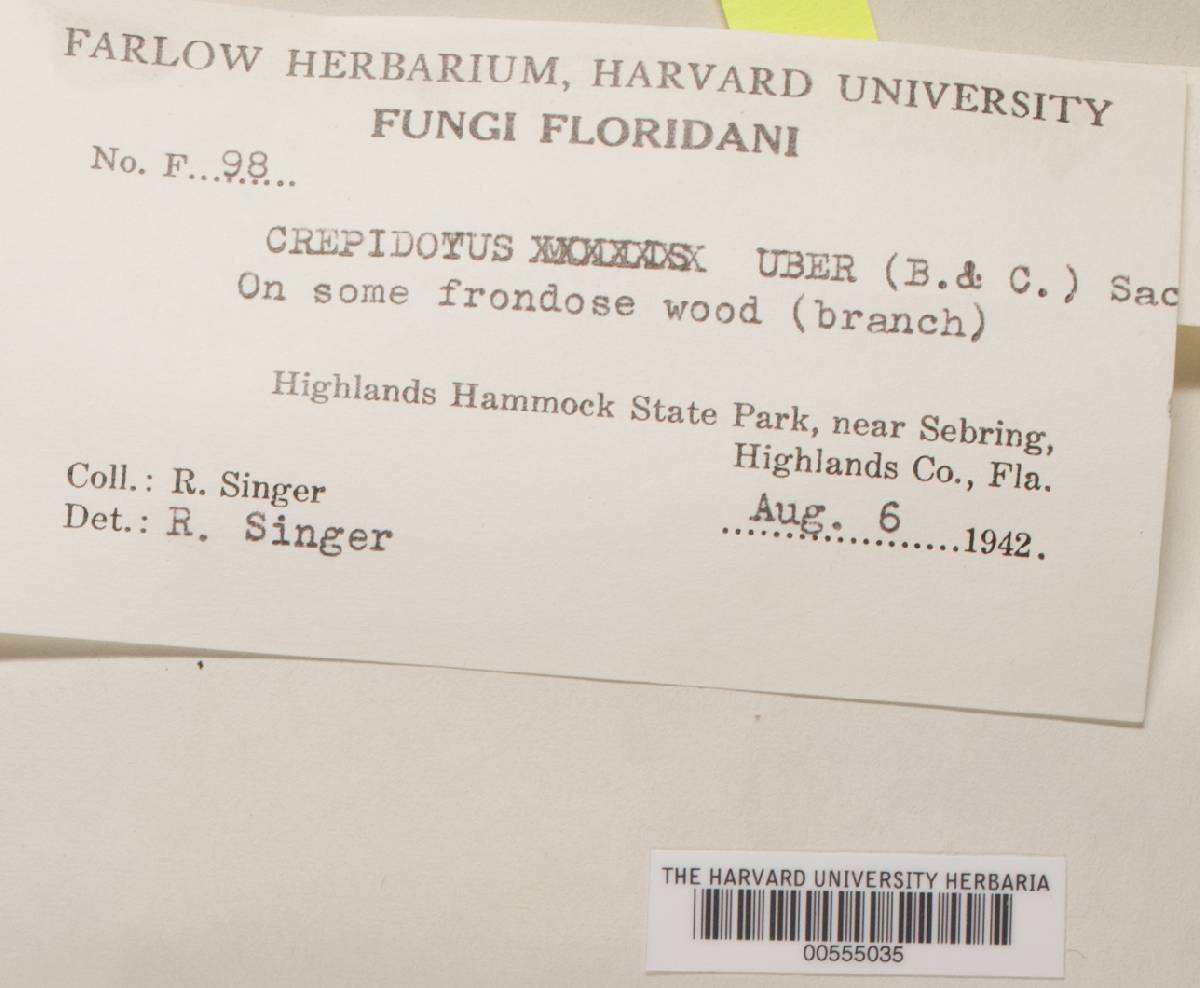 FARLOW HERBARIUM, HARVARD UNIVERSITY
FUNGI FLORIDANI
No. F...98...
CREPIDOTUS UBER (B.& C.) Sac
On some frondose wood (branch)
Highlands Hammock State Park, near Sebring,
Highlands Co., Fla.
Coll.: R. Singer
Det.: R. Singer
Aug. 6 1942.
THE HARVARD UNIVERSITY HERBARIA
00555035